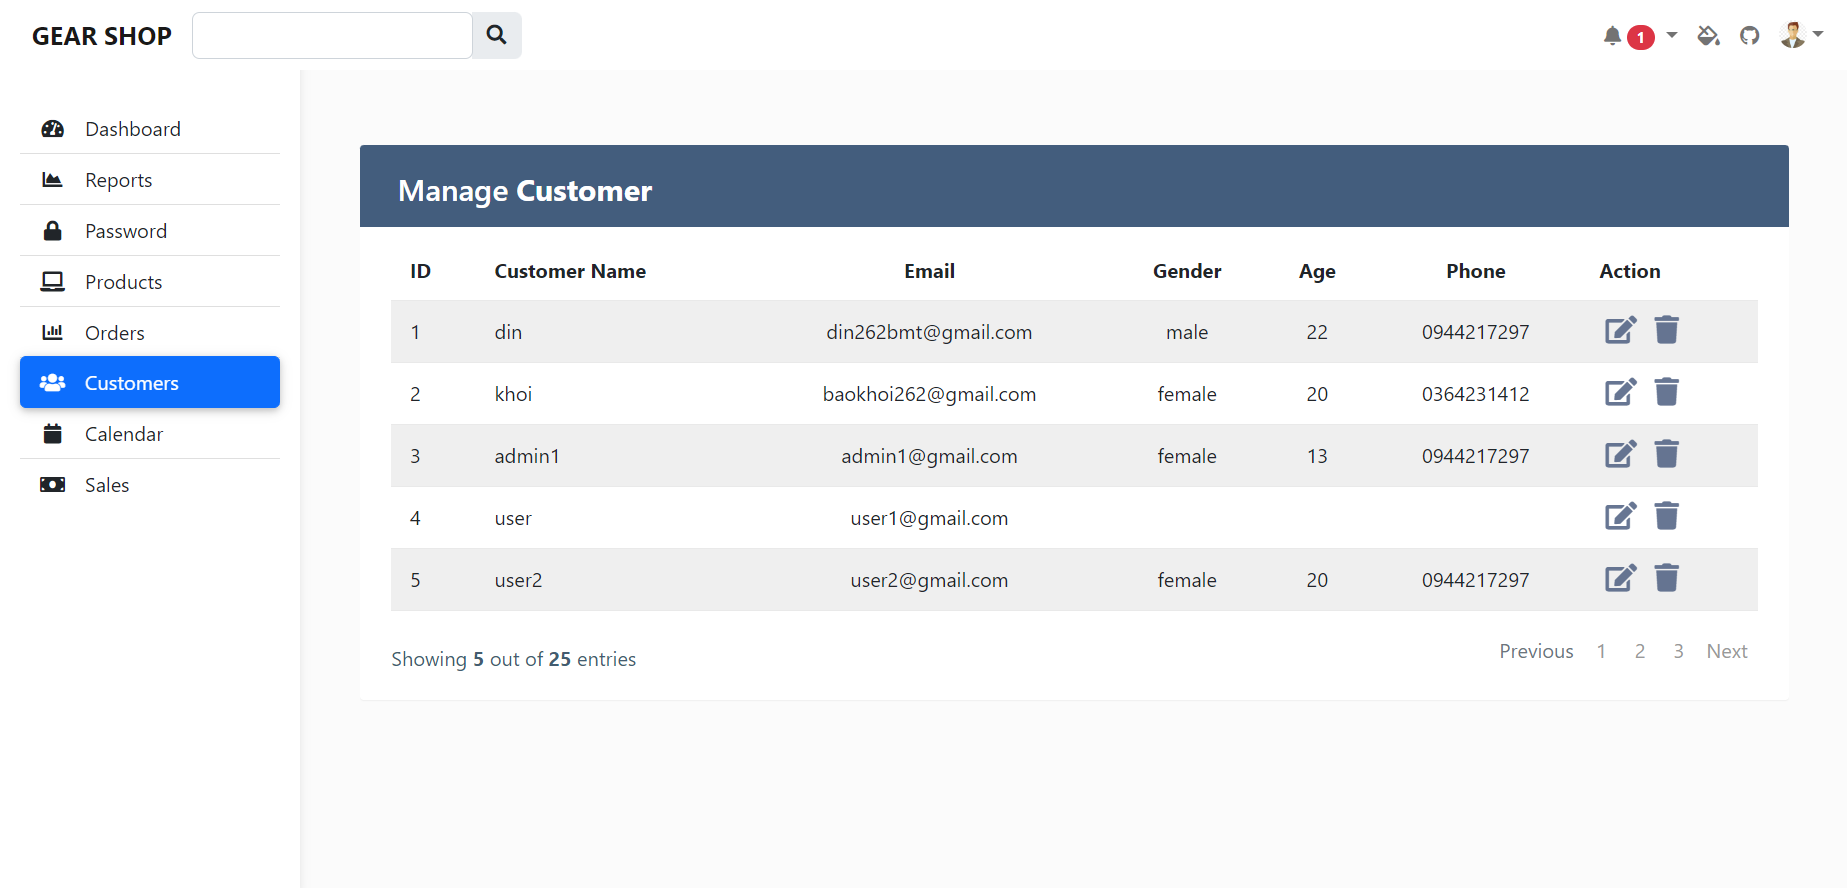 GEAR SHOP
1
Dashboard
Reports
Password
Products
Orders
Customers
Calendar
Sales
Manage Customer
ID Customer Name Email Gender Age Phone Action
1 din din262bmt@gmail.com male 22 0944217297
2 khoi baokhoi262@gmail.com female 20 0364231412
3 admin1 admin1@gmail.com female 13 0944217297
4 user user1@gmail.com
5 user2 user2@gmail.com female 20 0944217297
Showing 5 out of 25 entries
Previous 1 2 3 Next